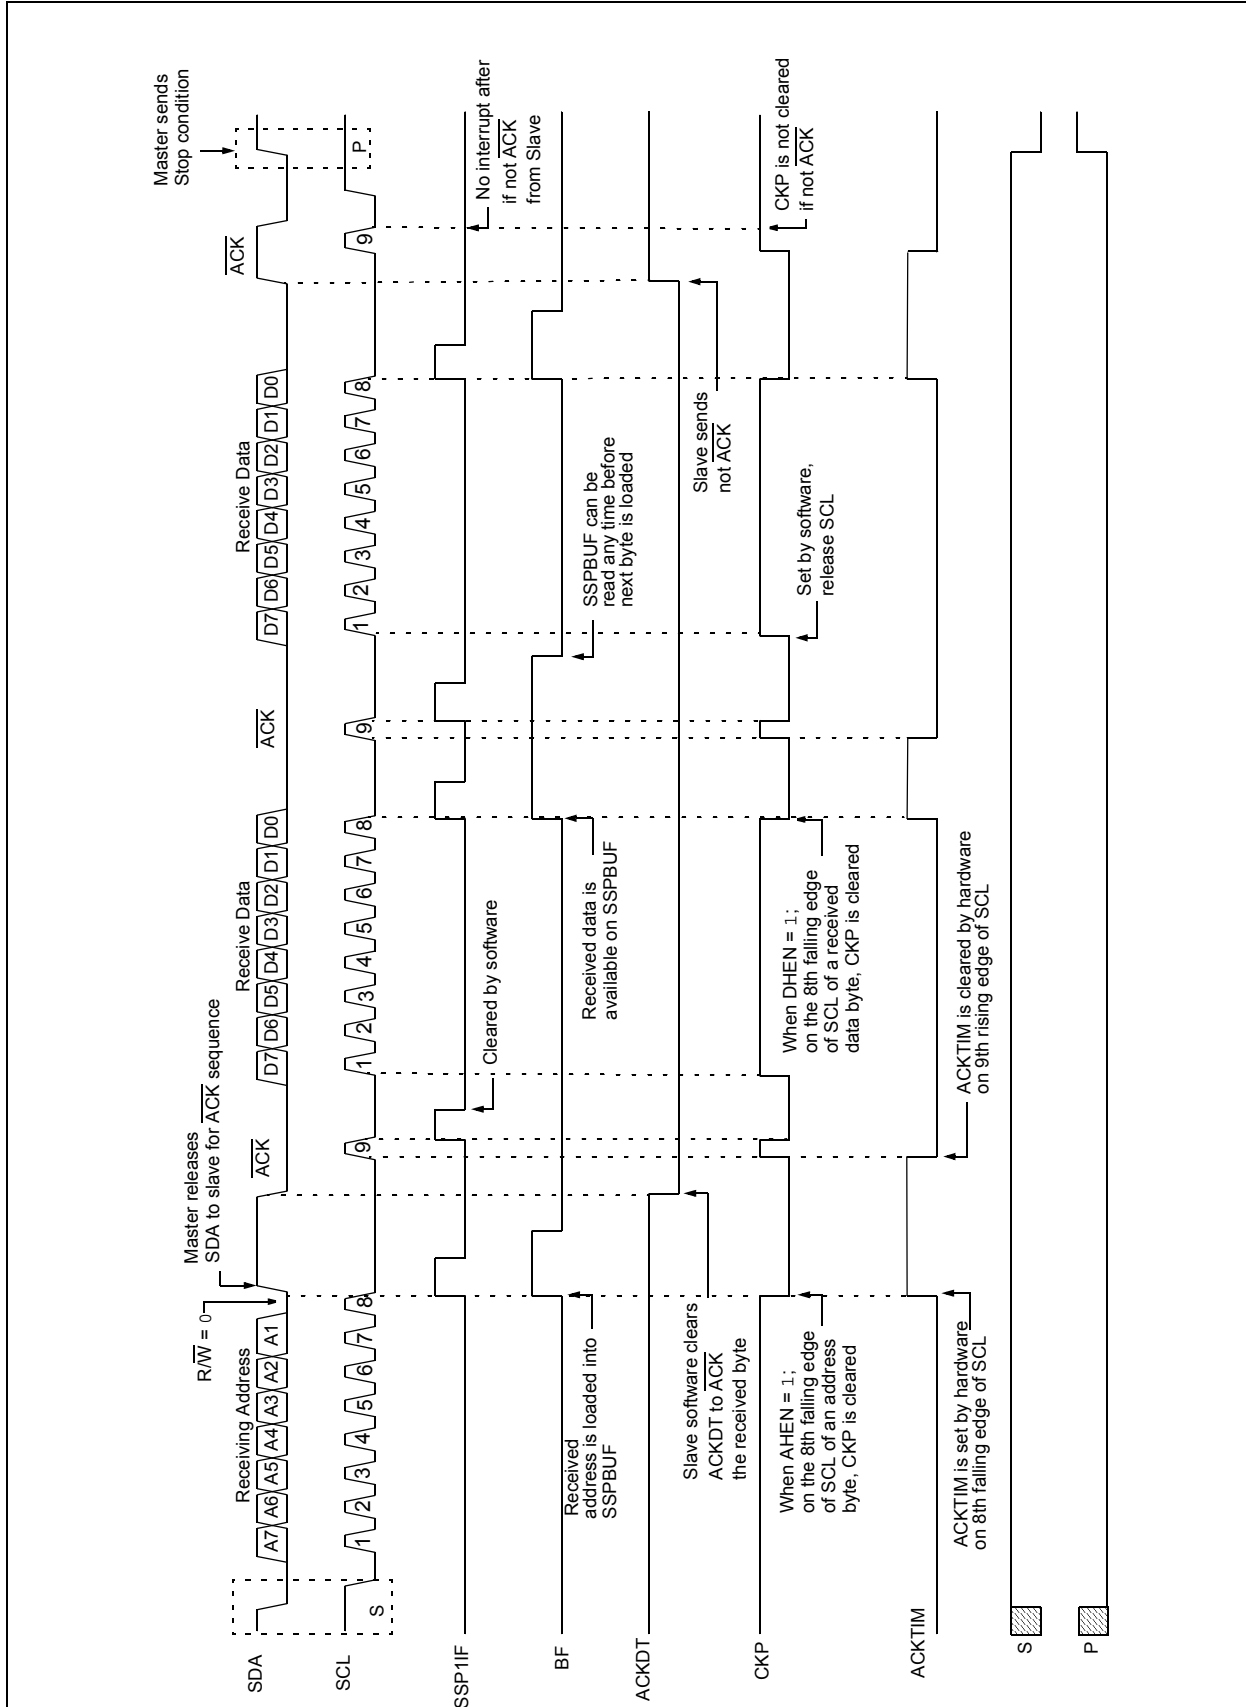 Master releases
SDA to slave for ACK sequence
Master sends
Stop condition
R/W = 0
Receiving Address
ACK
Receive Data
ACK
Receive Data
ACK
SDA
A7 A6 A5 A4 A3 A2 A1
D7 D6 D5 D4 D3 D2 D1 D0
D7 D6 D5 D4 D3 D2 D1 D0
SCL
S
1 2 3 4 5 6 7 8 9
1 2 3 4 5 6 7 8 9
1 2 3 4 5 6 7 8 9
P
SSP1IF
Cleared by software
No interrupt after
if not ACK
from Slave
BF
Received
address is loaded into
SSPBUF
Received data is
available on SSPBUF
SSPBUF can be
read any time before
next byte is loaded
ACKDT
Slave software clears
ACKDT to ACK
the received byte
Slave sends
not ACK
CKP
When AHEN = 1;
on the 8th falling edge
of SCL of an address
byte, CKP is cleared
When DHEN = 1;
on the 8th falling edge
of SCL of a received
data byte, CKP is cleared
Set by software,
release SCL
CKP is not cleared
if not ACK
ACKTIM
ACKTIM is set by hardware
on 8th falling edge of SCL
ACKTIM is cleared by hardware
on 9th rising edge of SCL
S
P